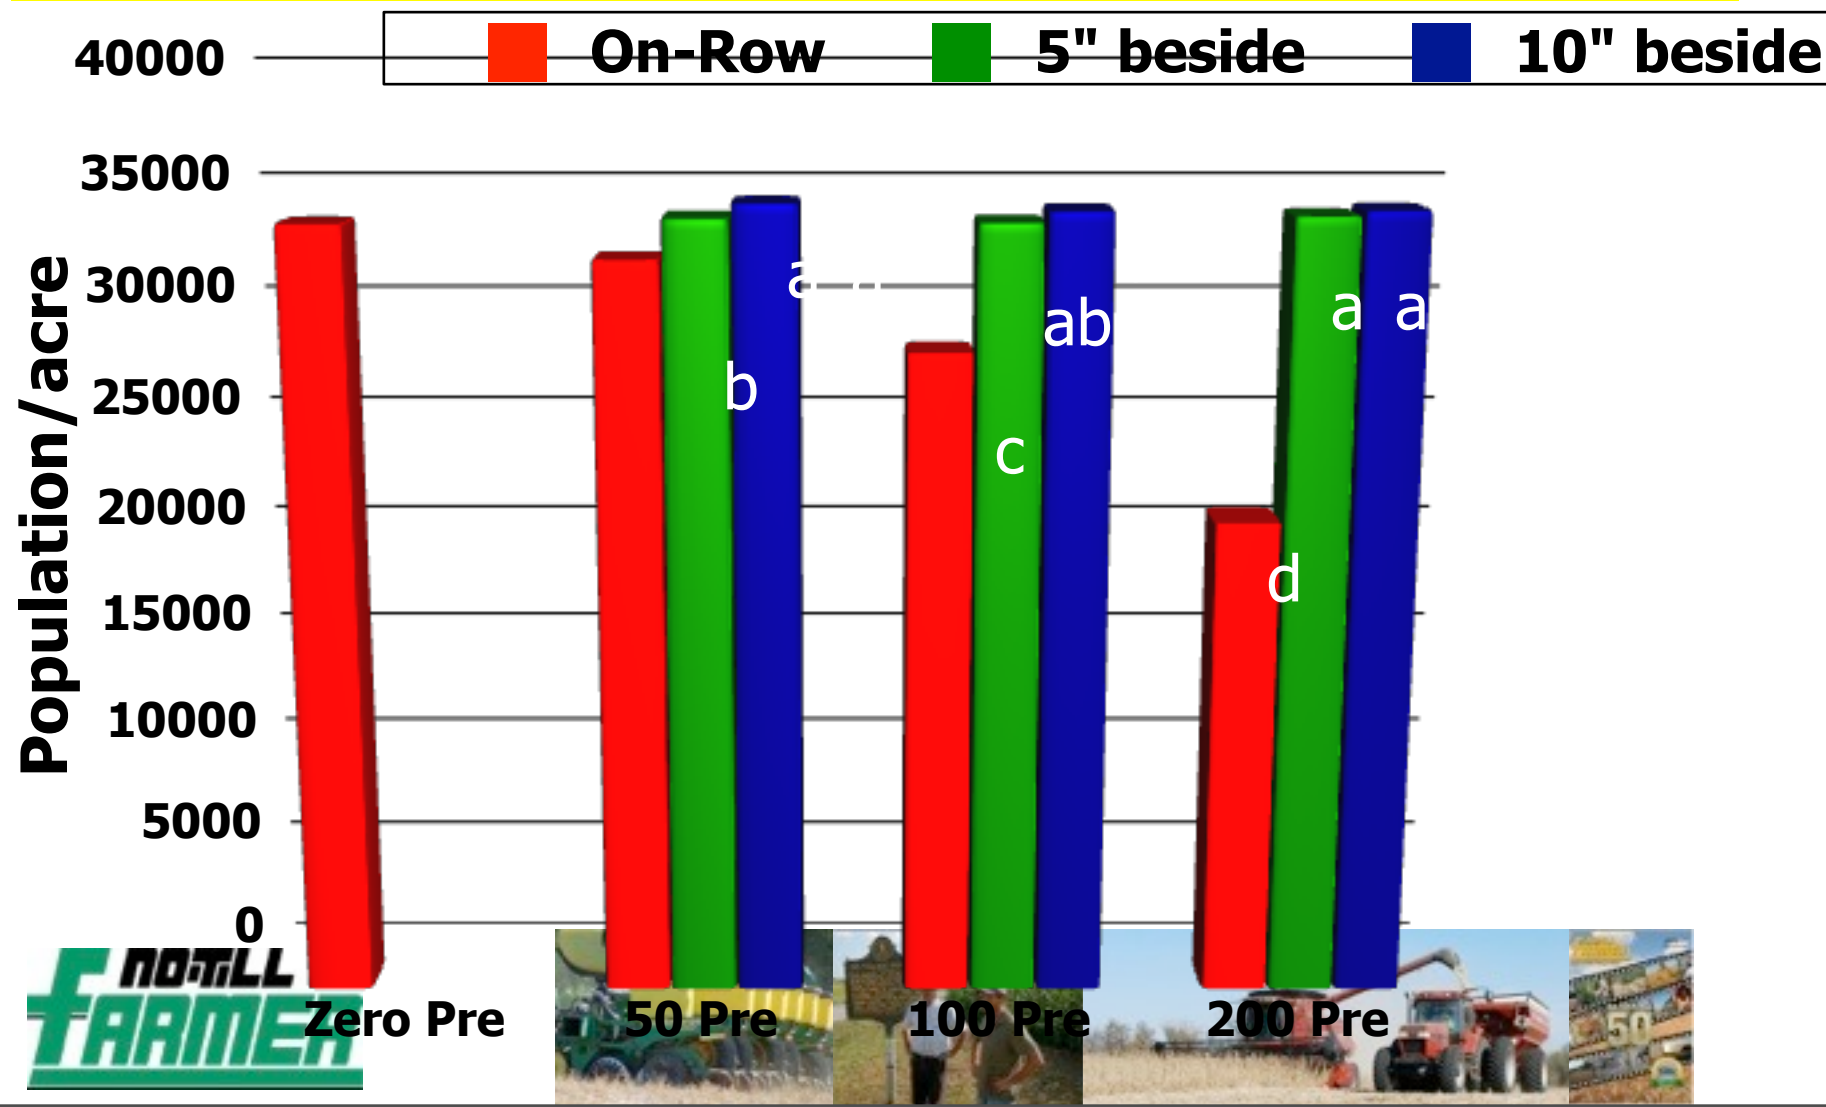 40000
On-Row 5" beside 10" beside
35000
30000
25000
20000
15000
10000
5000
0
Population/acre
a
b
ab
c
a a
d
NO-TILL
FARMER
Zero Pre 50 Pre 100 Pre 200 Pre
50